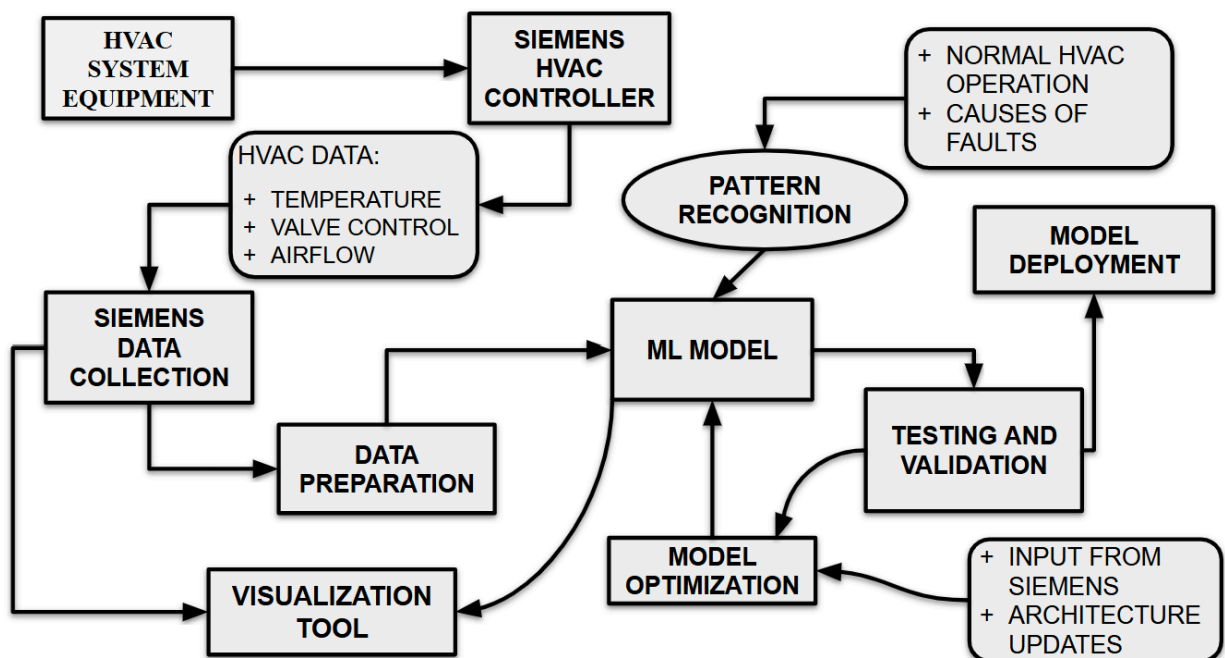 HVAC
SYSTEM
EQUIPMENT
SIEMENS
HVAC
CONTROLLER
+ NORMAL HVAC
OPERATION
+ CAUSES OF
FAULTS
HVAC DATA:
+ TEMPERATURE
+ VALVE CONTROL
+ AIRFLOW
PATTERN
RECOGNITION
MODEL
DEPLOYMENT
SIEMENS
DATA
COLLECTION
ML MODEL
DATA
PREPARATION
TESTING AND
VALIDATION
MODEL
OPTIMIZATION
+ INPUT FROM
SIEMENS
+ ARCHITECTURE
UPDATES
VISUALIZATION
TOOL